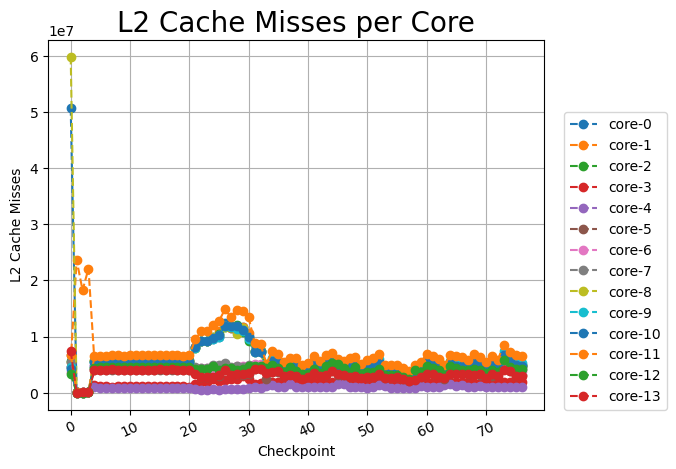 L2 Cache Misses per Core
1e7
6
5
4
3
2
1
0
L2 Cache Misses
0
10
20
30
40
50
60
70
Checkpoint
core-0
core-1
core-2
core-3
core-4
core-5
core-6
core-7
core-8
core-9
core-10
core-11
core-12
core-13